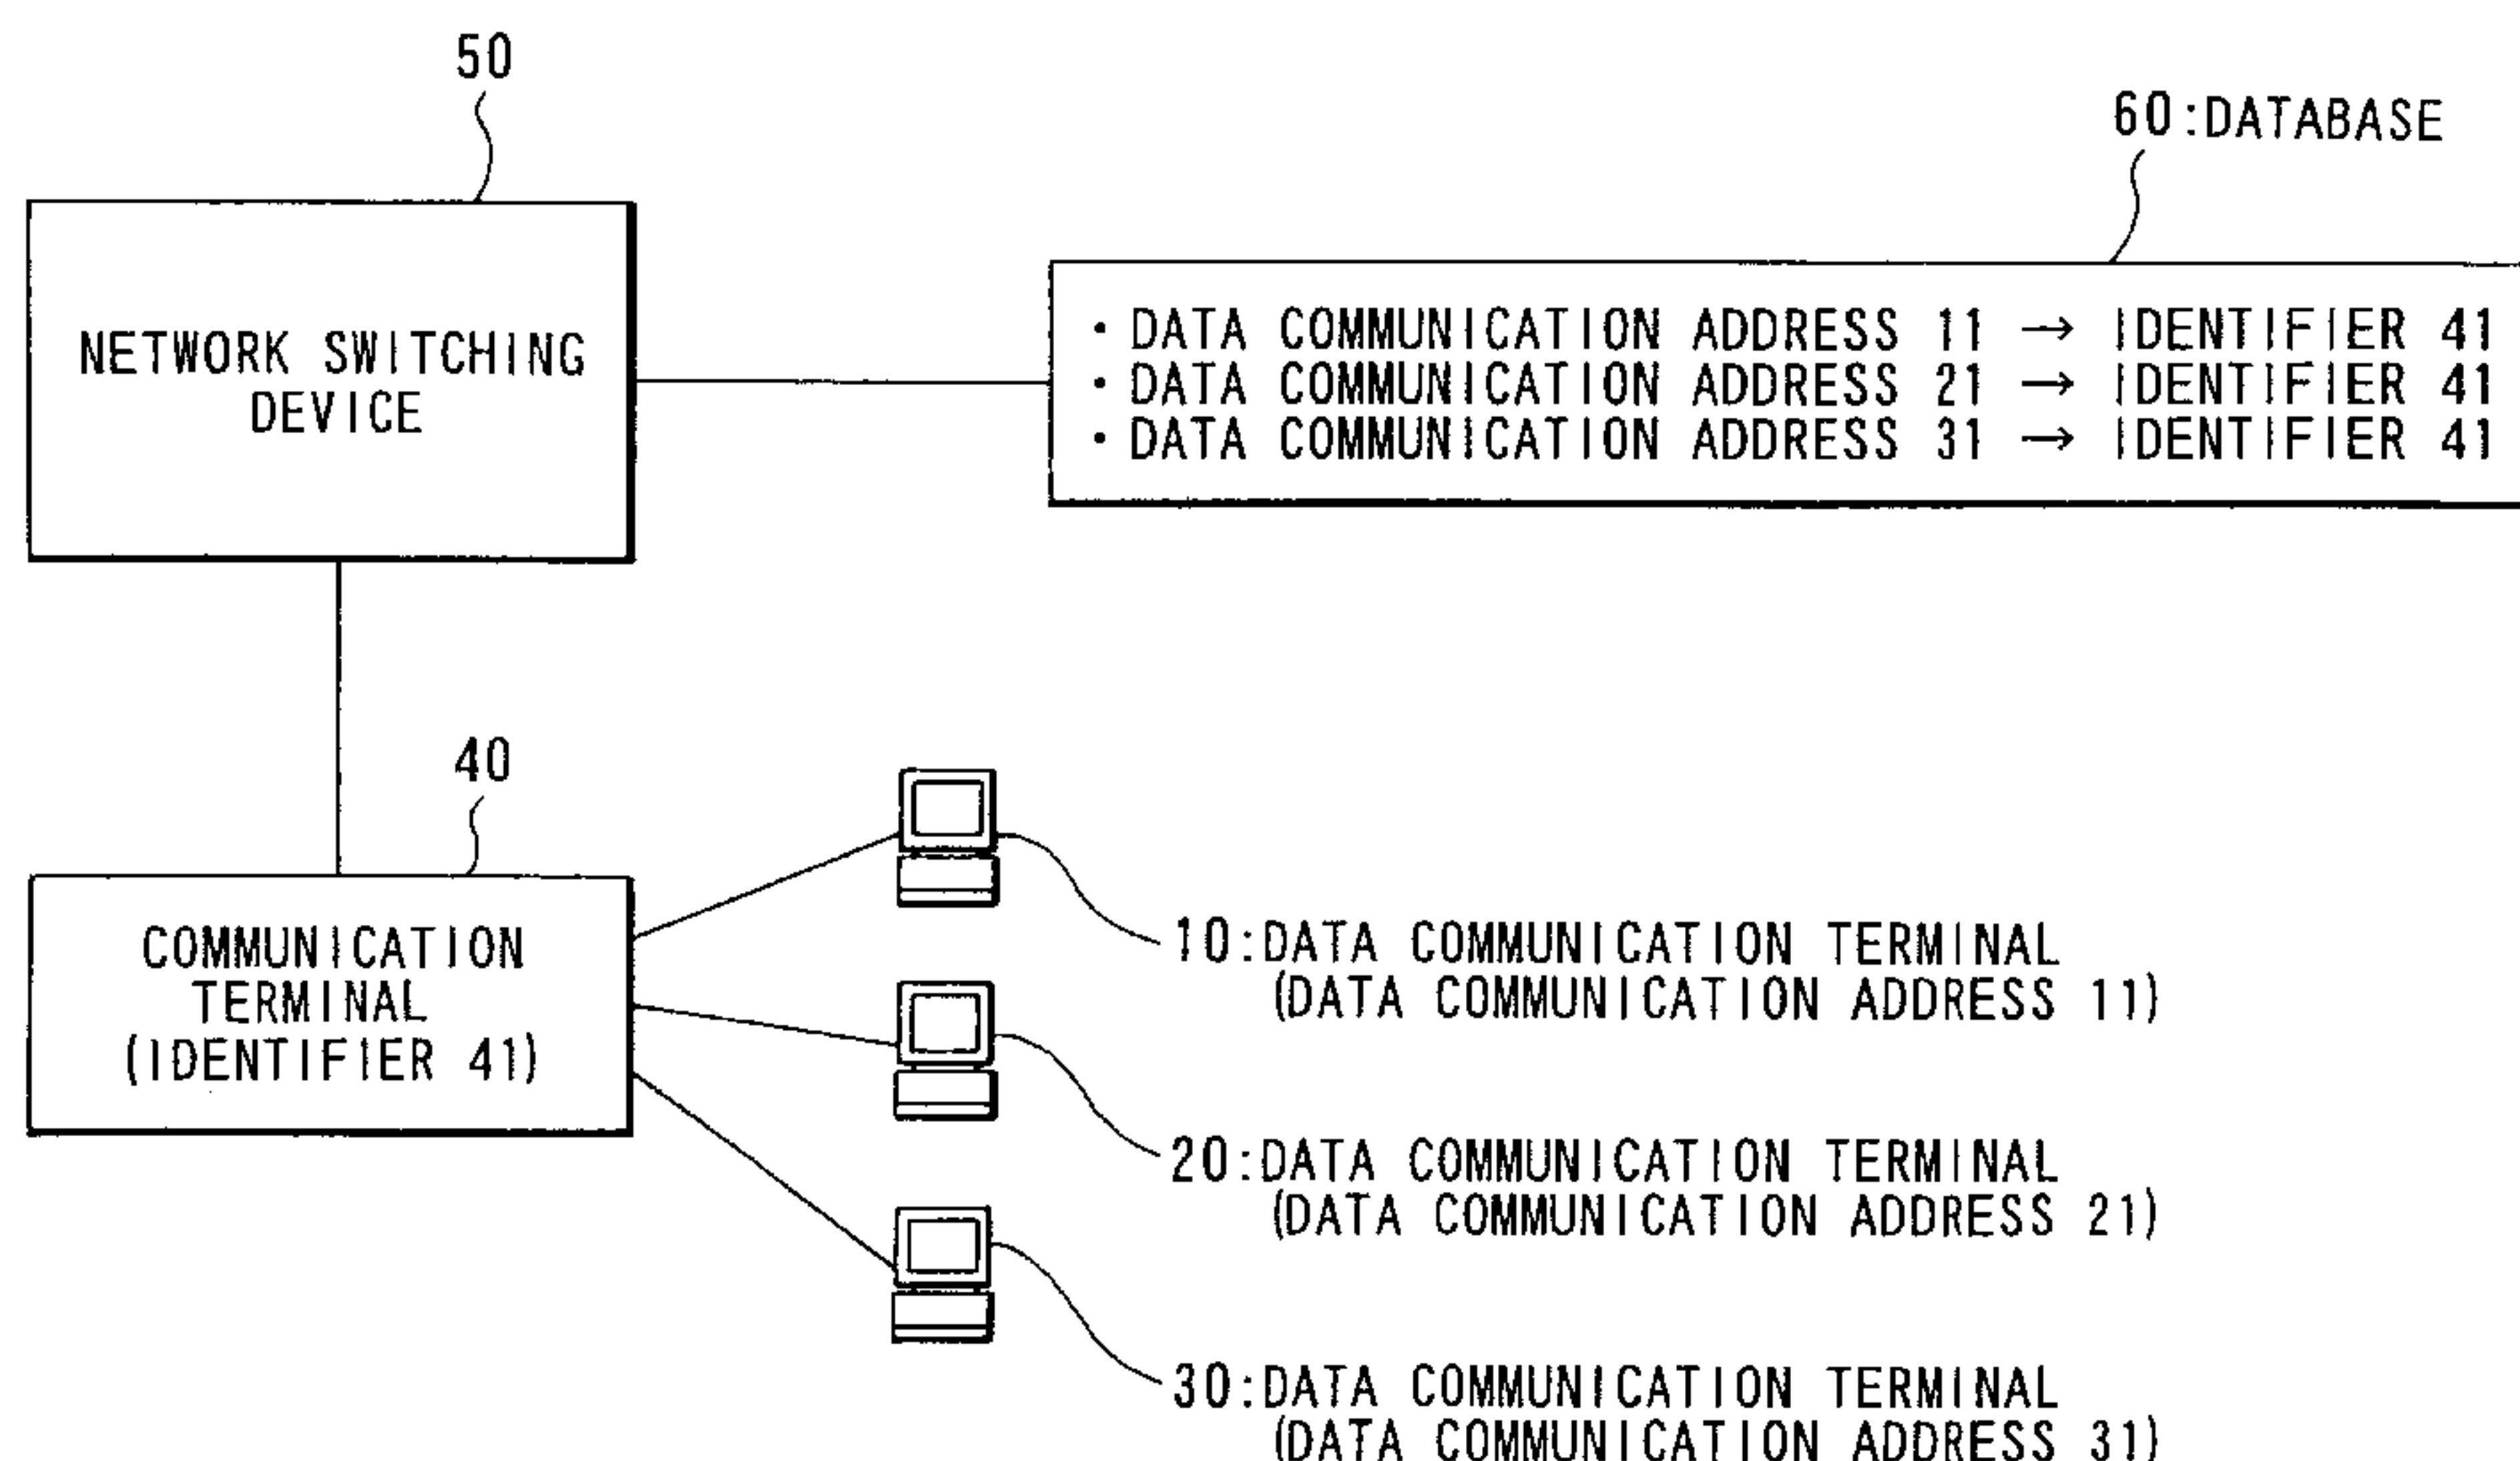 50
60:DATABASE
NETWORK SWITCHING
DEVICE
• DATA COMMUNICATION ADDRESS 11 → IDENTIFIER 41
• DATA COMMUNICATION ADDRESS 21 → IDENTIFIER 41
• DATA COMMUNICATION ADDRESS 31 → IDENTIFIER 41
40
COMMUNICATION
TERMINAL
(IDENTIFIER 41)
10:DATA COMMUNICATION TERMINAL
(DATA COMMUNICATION ADDRESS 11)
20:DATA COMMUNICATION TERMINAL
(DATA COMMUNICATION ADDRESS 21)
30:DATA COMMUNICATION TERMINAL
(DATA COMMUNICATION ADDRESS 31)